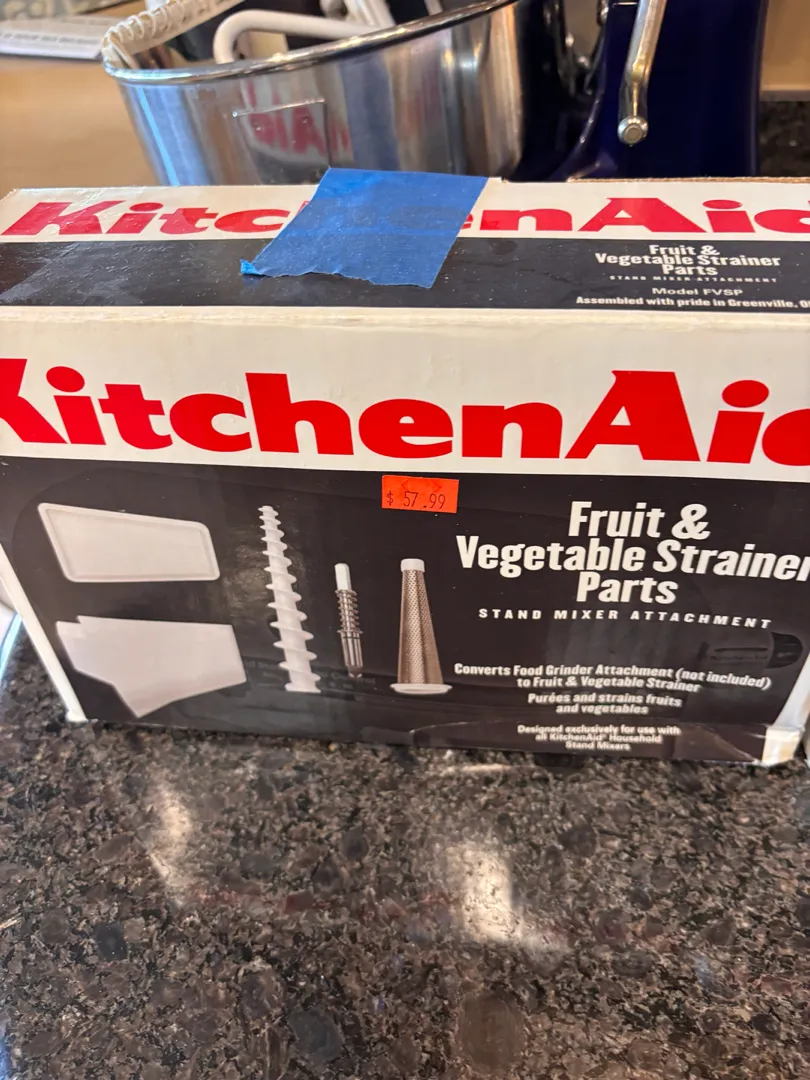 KitchenAid
Fruit &
Vegetable Strainer
Parts
STAND MIXER ATTACHMENT
Model FVSP
Assembled with pride in Greenville,
KitchenAid
$ 57.99
Fruit &
Vegetable Strainer
Parts
STAND MIXER ATTACHMENT
Converts Food Grinder Attachment (not included)
to Fruit & Vegetable Strainer
Purées and strains fruits
and vegetables
Designed exclusively for use with
all KitchenAid® Household
Stand Mixers